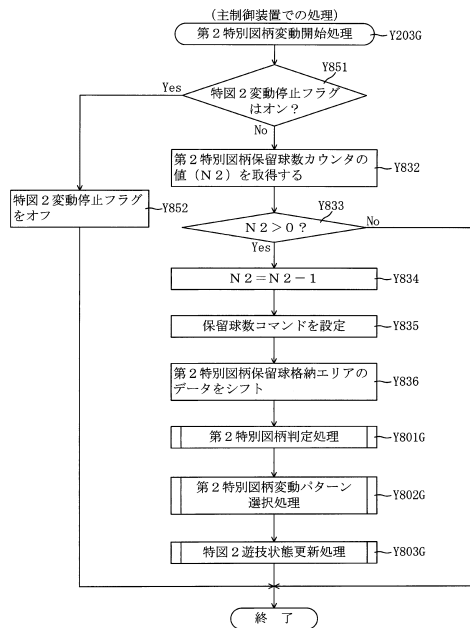 (主制御装置での処理)
第2特別図柄変動開始処理
Y203G
Y851
Yes
特図2変動停止フラグ
はオン?
No
第2特別図柄保留球数カウンタの
値(N2)を取得する
Y832
特図2変動停止フラグ
をオフ
Y852
Y833
N2>0?
No
Yes
N2=N2-1
Y834
保留球数コマンドを設定
Y835
第2特別図柄保留球格納エリアの
データをシフト
Y836
第2特別図柄判定処理
Y801G
第2特別図柄変動パターン
選択処理
Y802G
特図2遊技状態更新処理
Y803G
終 了